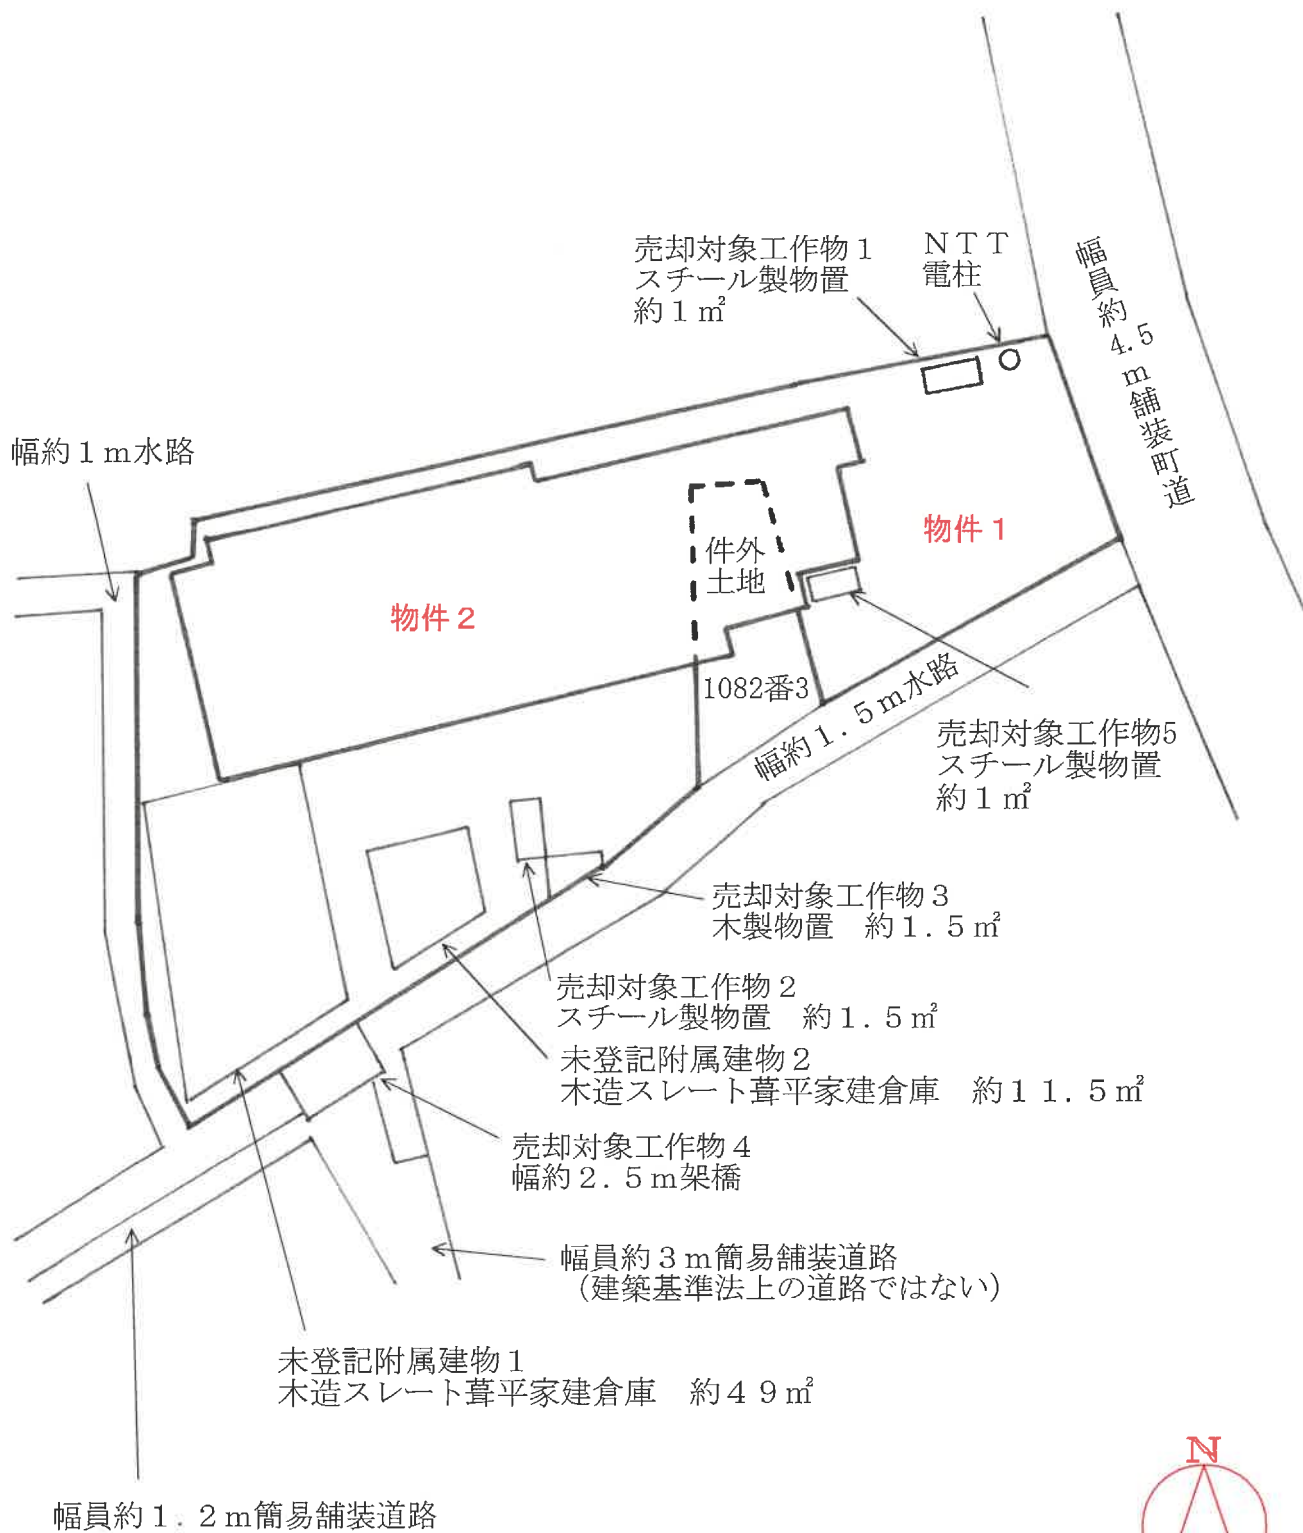 売却対象工作物１
スチール製物置
約１㎡
ＮＴＴ
電柱
幅員約4.5m舗装町道
幅約１m水路
物件１
件外
土地
物件２
1082番3
幅約１.５m水路
売却対象工作物5
スチール製物置
約１㎡
売却対象工作物３
木製物置　約１.５㎡
売却対象工作物２
スチール製物置　約１.５㎡
未登記附属建物２
木造スレート葺平家建倉庫　約１１.５㎡
売却対象工作物４
幅約２.５m架橋
幅員約３m簡易舗装道路
（建築基準法上の道路ではない）
未登記附属建物１
木造スレート葺平家建倉庫　約４９㎡
幅員約１.２m簡易舗装道路
N